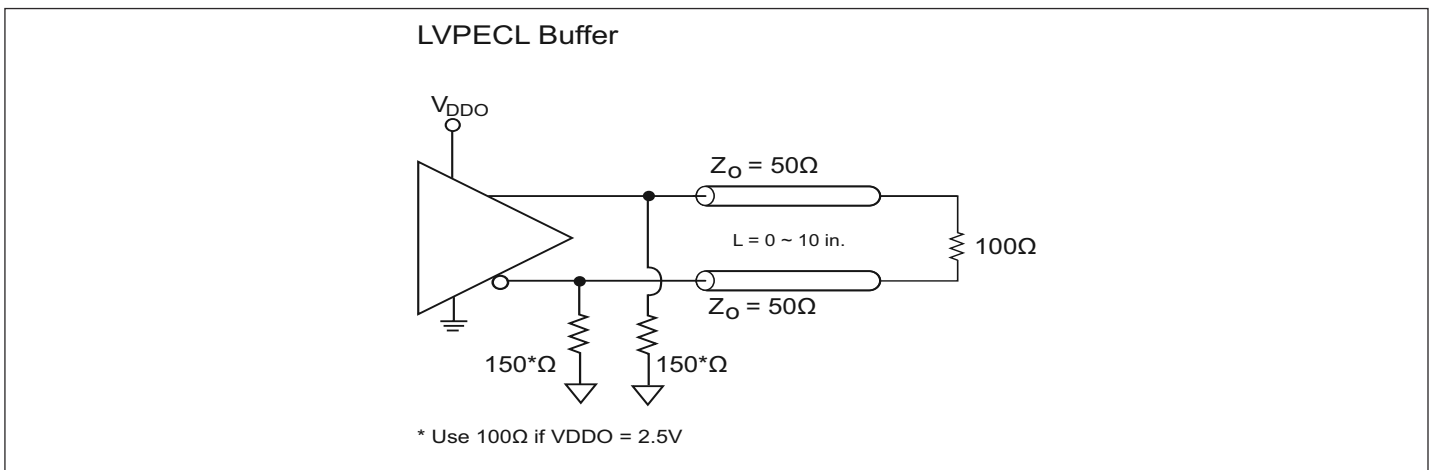 LVPECL Buffer
VDDO
ZO = 50Ω
L = 0 ~ 10 in.
100Ω
ZO = 50Ω
150*Ω
150*Ω
* Use 100Ω if VDDO = 2.5V